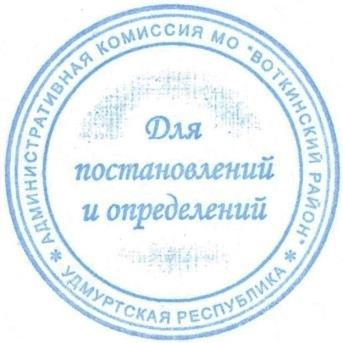 АДМИНИСТРАТИВНАЯ КОМИССИЯ МО "ВОТКИНСКИЙ РАЙОН"
Для
постановлений
и определений
* УДМУРТСКАЯ РЕСПУБЛИКА *